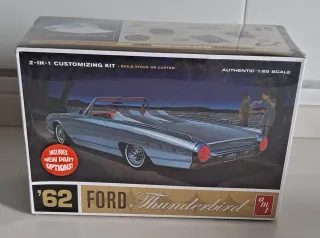 2-IN-1 CUSTOMIZING KIT • BUILD STOCK OR CUSTOM
AUTHENTIC 1:25 SCALE
INCLUDES
NEW PART
OPTIONS!
'62 FORD Thunderbird
amt